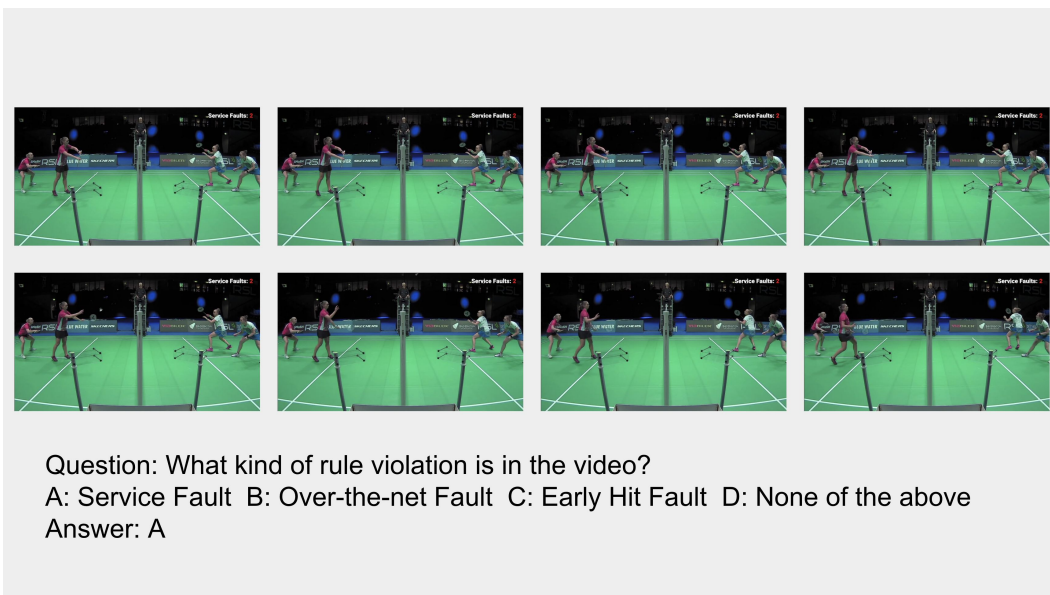 ..Service Faults: 2
..Service Faults: 2
..Service Faults: 2
..Service Faults: 2
..Service Faults: 2
..Service Faults: 2
..Service Faults: 2
..Service Faults: 2
Question: What kind of rule violation is in the video?
A: Service Fault  B: Over-the-net Fault  C: Early Hit Fault  D: None of the above
Answer: A